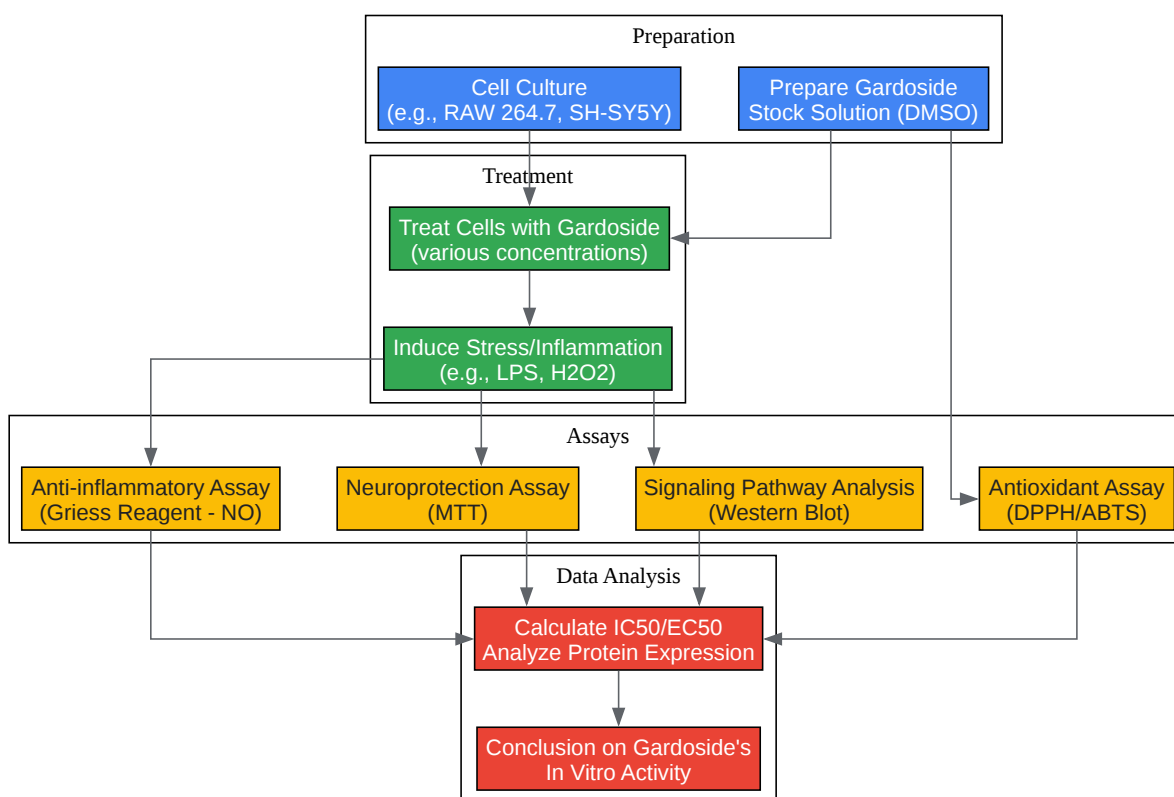 Preparation
Cell Culture
(e.g., RAW 264.7, SH-SY5Y)
Prepare Gardoside
Stock Solution (DMSO)
Treatment
Treat Cells with Gardoside
(various concentrations)
Induce Stress/Inflammation
(e.g., LPS, H2O2)
Assays
Anti-inflammatory Assay
(Griess Reagent - NO)
Neuroprotection Assay
(MTT)
Signaling Pathway Analysis
(Western Blot)
Antioxidant Assay
(DPPH/ABTS)
Data Analysis
Calculate IC50/EC50
Analyze Protein Expression
Conclusion on Gardoside's
In Vitro Activity